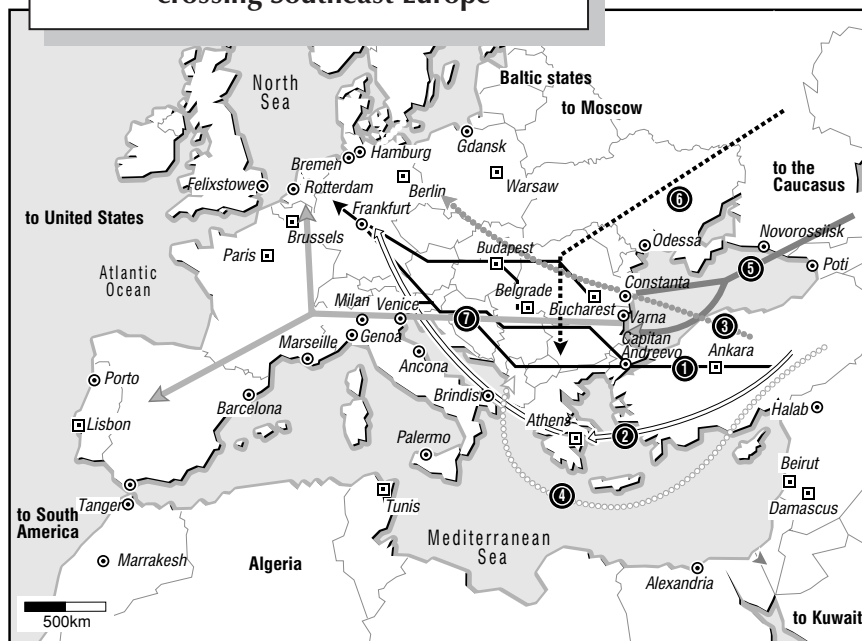 crossing Southeast Europe
North
Sea
Baltic states
to Moscow
Gdansk
Hamburg
Bremen
Felixstowe
Rotterdam
Berlin
Warsaw
to the
Caucasus
6
to United States
Frankfurt
Brussels
Paris
Budapest
Odessa
Novorossilsk
5
Poti
Atlantic
Ocean
Constanta
Belgrade
Bucharest
Milan
Venice
7
Varna
3
Genoa
Capitan
Andreevo
Marseille
Ancona
1
Ankara
Porto
Barcelona
Brindisi
Halab
Lisbon
Athens
2
Palermo
Beirut
4
Tanger
Tunis
Damascus
to South
America
Mediterranean
Sea
Marrakesh
Algeria
Alexandria
500km
to Kuwait